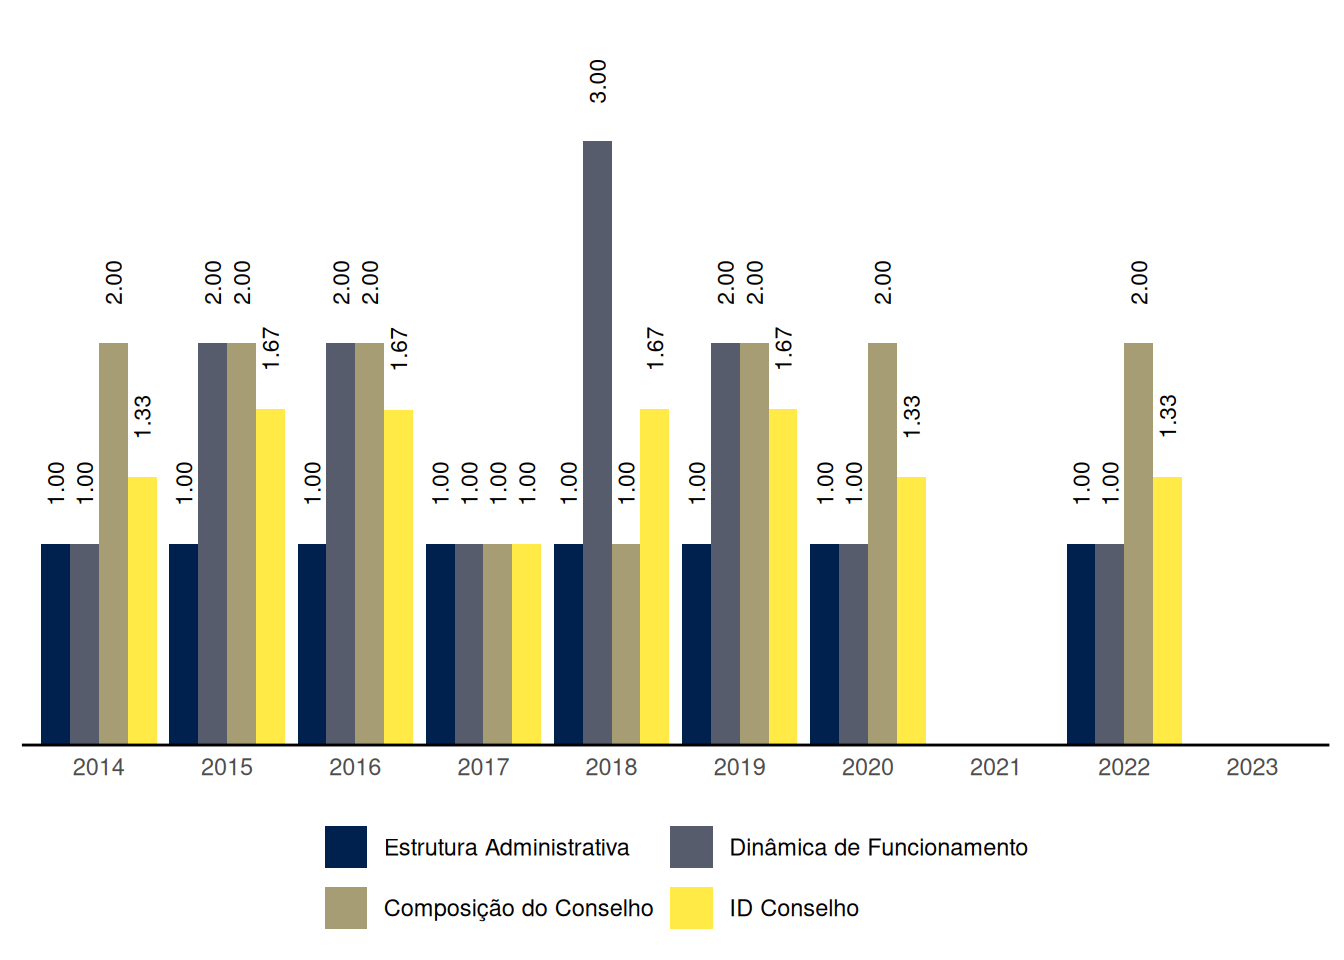 3.00
2.00 2.00 2.00 2.00 2.00 2.00 2.00 2.00 2.00
1.67 1.67 1.67 1.67
1.33 1.33 1.33
1.00 1.00 1.00 1.00 1.00 1.00 1.00 1.00 1.00 1.00 1.00 1.00 1.00 1.00 1.00
2014 2015 2016 2017 2018 2019 2020 2021 2022 2023
Estrutura Administrativa Dinâmica de Funcionamento
Composição do Conselho ID Conselho